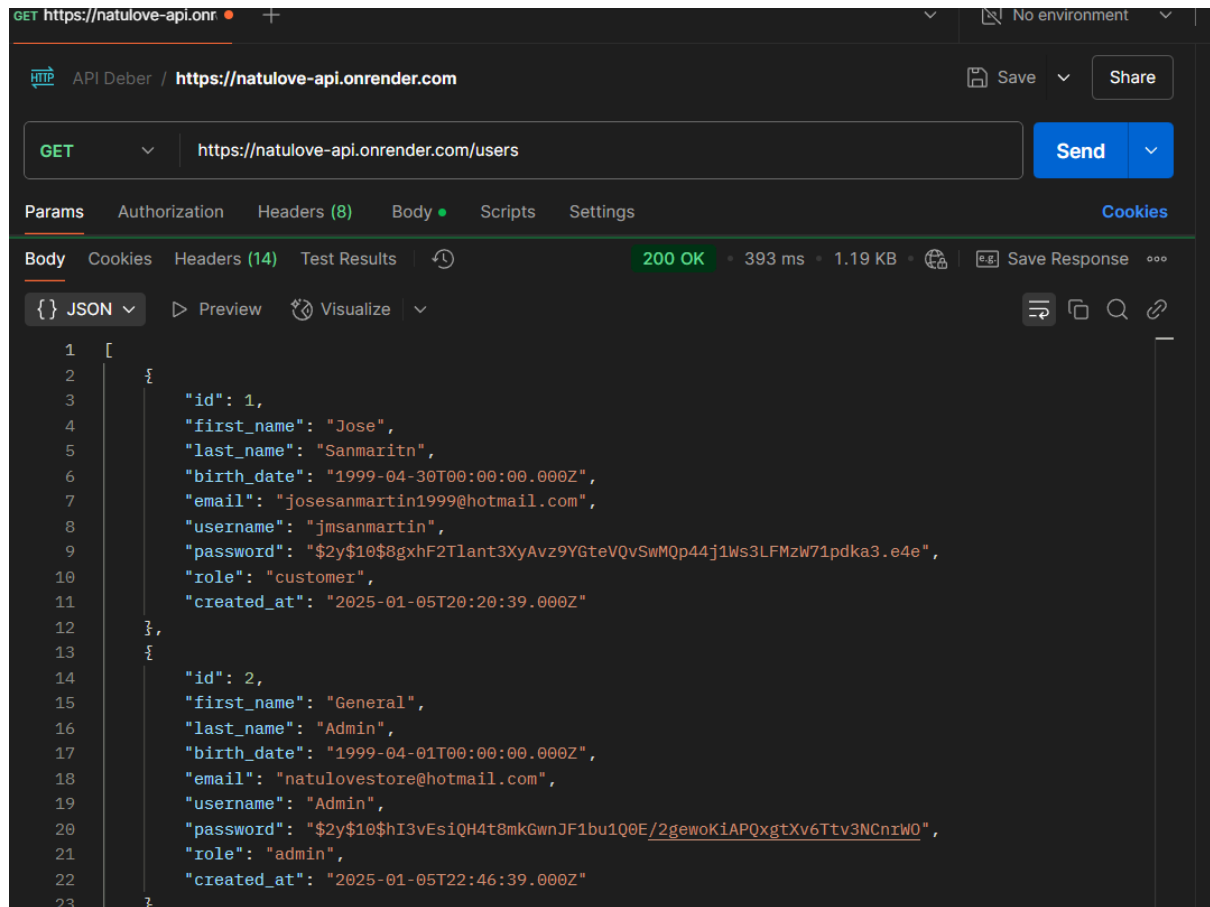 GET https://natulove-api.onr
No environment
HTTP API Deber / https://natulove-api.onrender.com
Save
Share
GET https://natulove-api.onrender.com/users
Send
Params Authorization Headers (8) Body Scripts Settings Cookies
Body Cookies Headers (14) Test Results 200 OK 393 ms 1.19 KB e.g. Save Response
{} JSON Preview Visualize
1 [
2 {
3 "id": 1,
4 "first_name": "Jose",
5 "last_name": "Sanmaritn",
6 "birth_date": "1999-04-30T00:00:00.000Z",
7 "email": "josesanmartin1999@hotmail.com",
8 "username": "jmsanmartin",
9 "password": "$2y$10$8gxhF2Tlant3XyAvz9YGteVQvSwMQp44j1Ws3LFMzW71pdka3.e4e",
10 "role": "customer",
11 "created_at": "2025-01-05T20:20:39.000Z"
12 },
13 {
14 "id": 2,
15 "first_name": "General",
16 "last_name": "Admin",
17 "birth_date": "1999-04-01T00:00:00.000Z",
18 "email": "natulovestore@hotmail.com",
19 "username": "Admin",
20 "password": "$2y$10$hI3vEsiQH4t8mkGwnJF1bu1Q0E/2gewoKiAPQxgtXv6Ttv3NCnrWO",
21 "role": "admin",
22 "created_at": "2025-01-05T22:46:39.000Z"
23 }